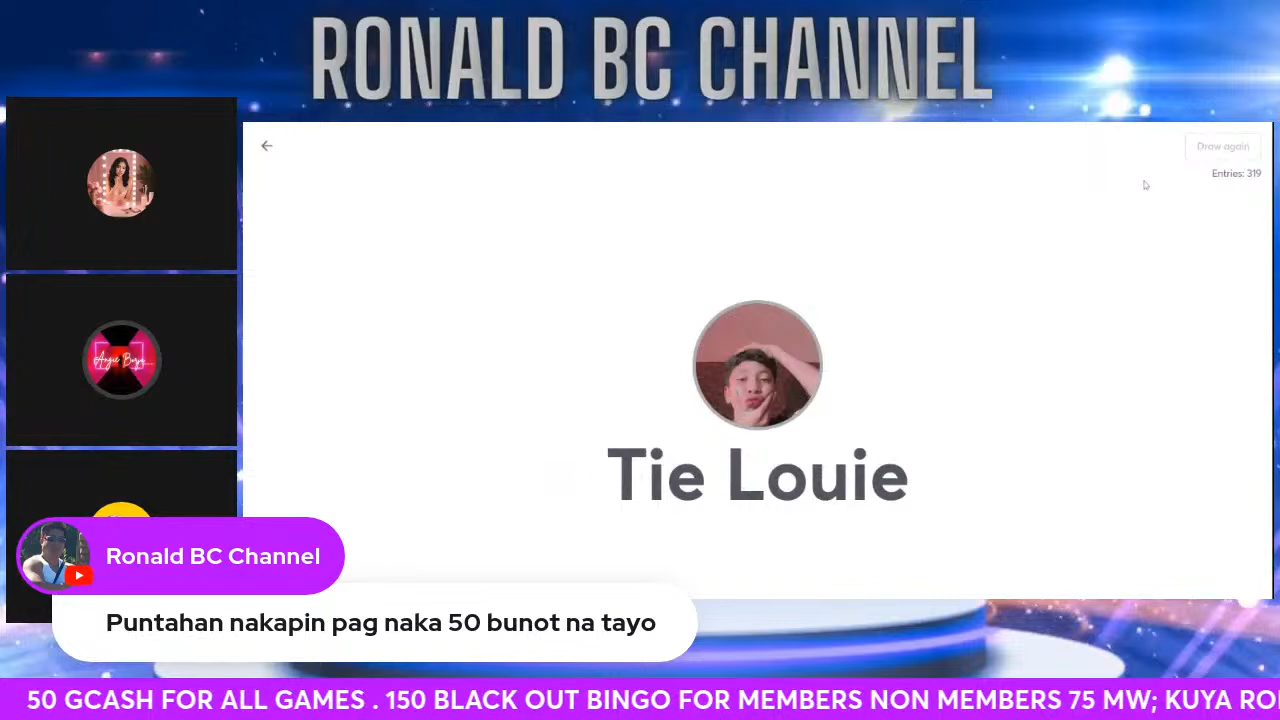 RONALD BC CHANNEL
Draw again
Entries: 319
Tie Louie
Ronald BC Channel
Puntahan nakapin pag naka 50 bunot na tayo
50 GCASH FOR ALL GAMES . 150 BLACK OUT BINGO FOR MEMBERS NON MEMBERS 75 MW; KUYA